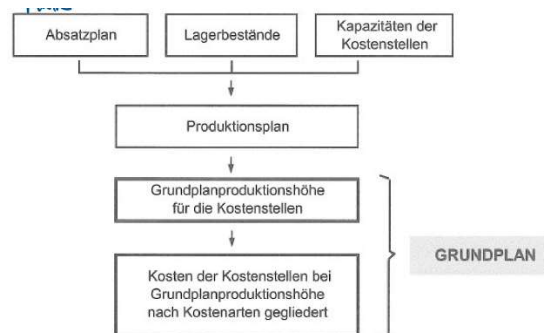 Absatzplan
Lagerbestände
Kapazitäten der
Kostenstellen
Produktionsplan
Grundplanproduktionshöhe
für die Kostenstellen
GRUNDPLAN
Kosten der Kostenstellen bei
Grundplanproduktionshöhe
nach Kostenarten gegliedert